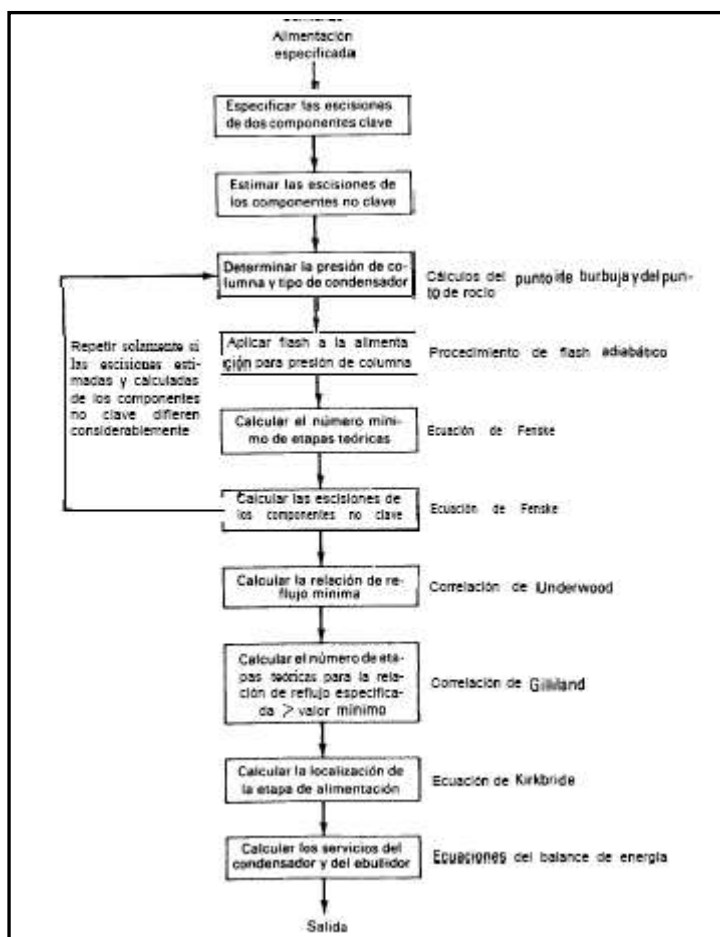 Alimentación
especificada
Especificar las escisiones
de dos componentes clave
Estimar las escisiones de
los componentes no clave
Determinar la presión de co-
lumna y tipo de condensador
Cálculos del punto de burbuja y del pun-
to de rocío
Aplicar flash a la alimenta
ción para presión de columna
Procedimiento de flash adiabático
Repetir solamente si
las escisiones esti-
madas y calculadas
de los componentes
no clave difieren
considerablemente
Calcular el número míni-
mo de etapas teóricas
Ecuación de Fenske
Calcular las escisiones de
los componentes no clave
Ecuación de Fenske
Calcular la relación de re-
flujo mínima
Correlación de Underwood
Calcular el número de eta-
pas teóricas para la rela-
ción de reflujo especifica-
da > valor mínimo
Correlación de Gilliland
Calcular la localización de
la etapa de alimentación
Ecuación de Kirkbride
Calcular los servicios del
condensador y del ebullidor
Ecuaciones del balance de energía
Salida